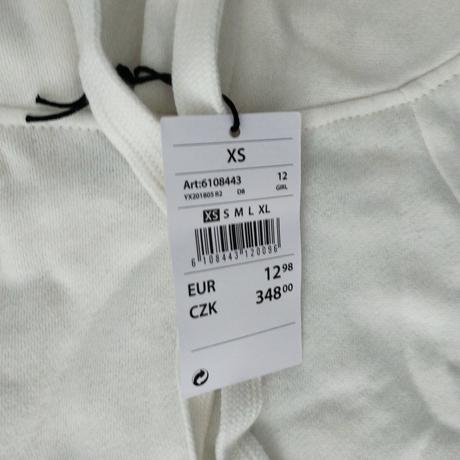 XS
Art:6108443 12
YX201805 R2 D8 GIRL
XS S M L XL
6108443120096
EUR 12.98
CZK 348.00